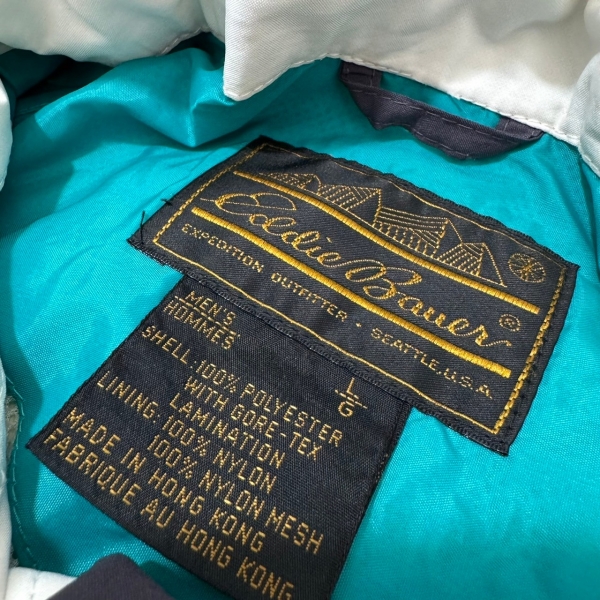 Eddie Bauer®
EXPEDITION OUTFITTER • SEATTLE, U.S.A.
MEN'S
HOMMES
L
G
SHELL: 100% POLYESTER
WITH GORE-TEX
LAMINATION
LINING: 100% NYLON
100% NYLON MESH
MADE IN HONG KONG
FABRIQUE AU HONG KONG